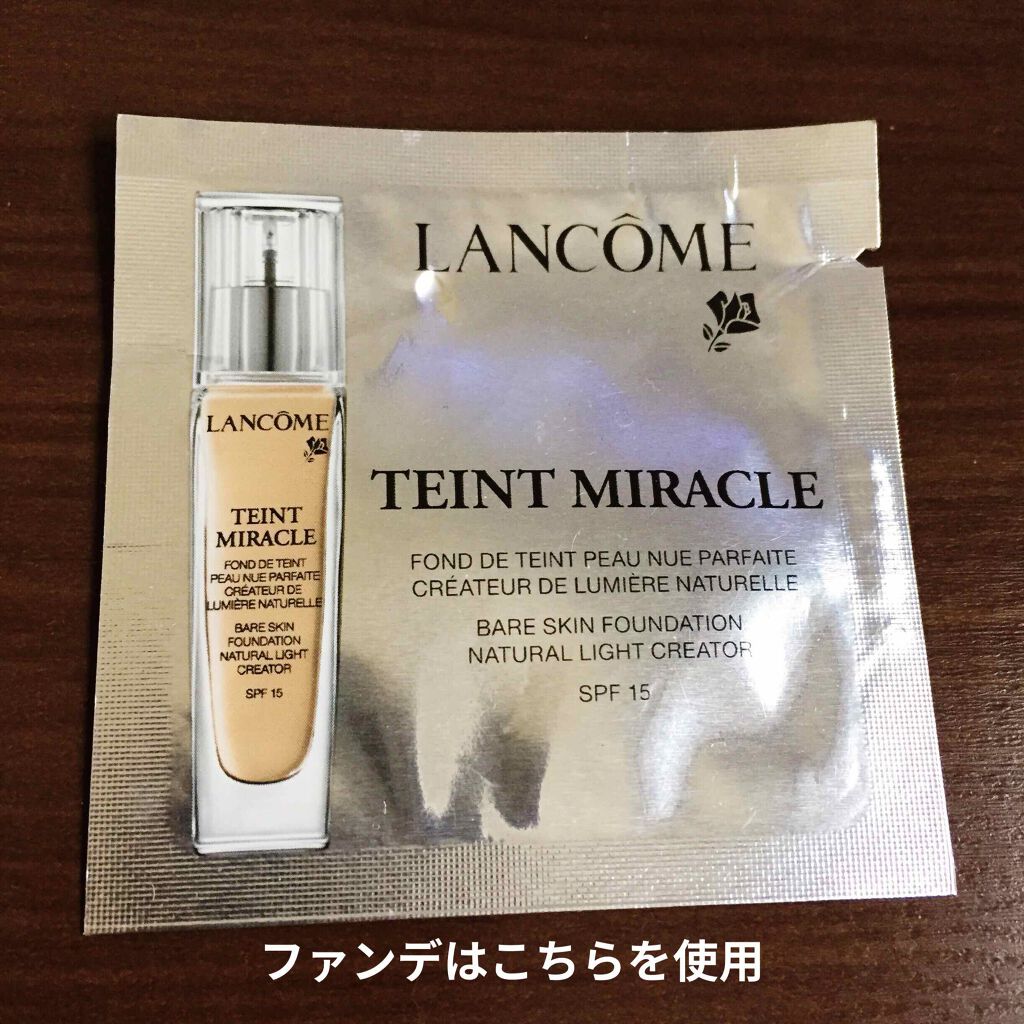 LANCÔME
TEINT
MIRACLE
FOND DE TEINT
PEAU NUE PARFAITE
CRÉATEUR DE
LUMIÈRE NATURELLE
BARE SKIN
FOUNDATION
NATURAL LIGHT
CREATOR
SPF 15
LANCÔME
TEINT MIRACLE
FOND DE TEINT PEAU NUE PARFAITE
CRÉATEUR DE LUMIÈRE NATURELLE
BARE SKIN FOUNDATION
NATURAL LIGHT CREATOR
SPF 15
ファンデはこちらを使用